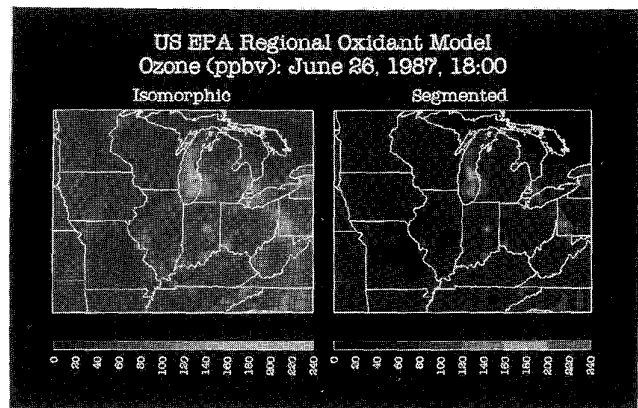 US EPA Regional Oxidant Model
Ozone (ppbv): June 26, 1987, 18:00
Isomorphic
Segmented
0 20 40 60 80 100 120 140 160 180 200 220 240
0 20 40 60 80 100 120 140 160 180 200 220 240